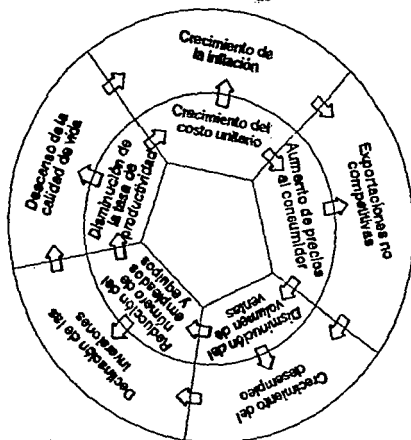 Crecimiento de
la inflación
Exportaciones no
competitivas
Crecimiento del
desempleo
Declinación de las
inversiones
Descenso de la
calidad de vida
Crecimiento del
costo unitario
Aumento de precios
al consumidor
Disminución del
volumen de
ventas
Reducción del
número de
empleados
y equipos
Disminución de
la tasa de
productividad